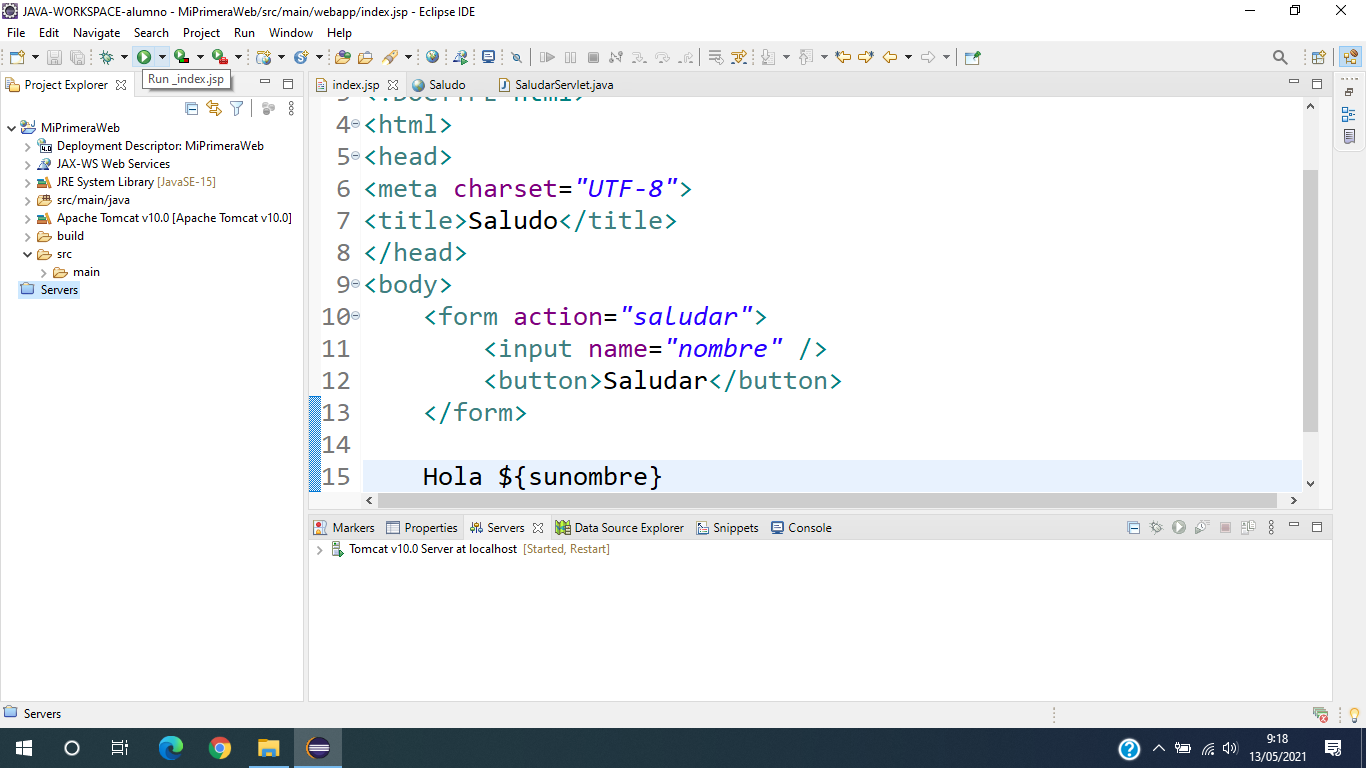 JAVA-WORKSPACE-alumno - MiPrimeraWeb/src/main/webapp/index.jsp - Eclipse IDE
File Edit Navigate Search Project Run Window Help
Run _index.jsp
Project Explorer
index.jsp Saludo SaludarServlet.java
MiPrimeraWeb
Deployment Descriptor: MiPrimeraWeb
JAX-WS Web Services
JRE System Library [JavaSE-15]
src/main/java
Apache Tomcat v10.0 [Apache Tomcat v10.0]
build
src
main
Servers
3 <!DOCTYPE html>
4 <html>
5 <head>
6 <meta charset="UTF-8">
7 <title>Saludo</title>
8 </head>
9 <body>
10 <form action="saludar">
11 <input name="nombre" />
12 <button>Saludar</button>
13 </form>
14
15 Hola ${sunombre}
Markers Properties Servers Data Source Explorer Snippets Console
Tomcat v10.0 Server at localhost [Started, Restart]
Servers
9:18
13/05/2021